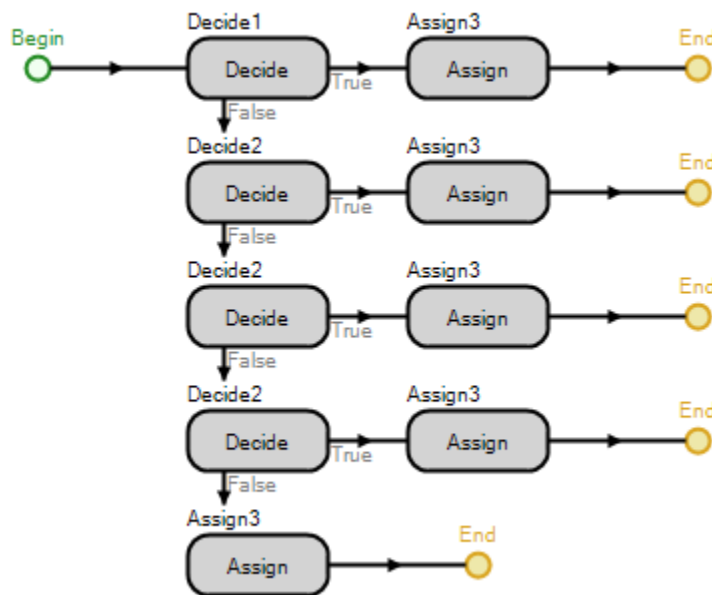 Decide1 Assign3
Begin End
Decide Assign
True
False
Decide2 Assign3 End
Decide Assign
True
False
Decide2 Assign3 End
Decide Assign
True
False
Decide2 Assign3 End
Decide Assign
True
False
Assign3 End
Assign